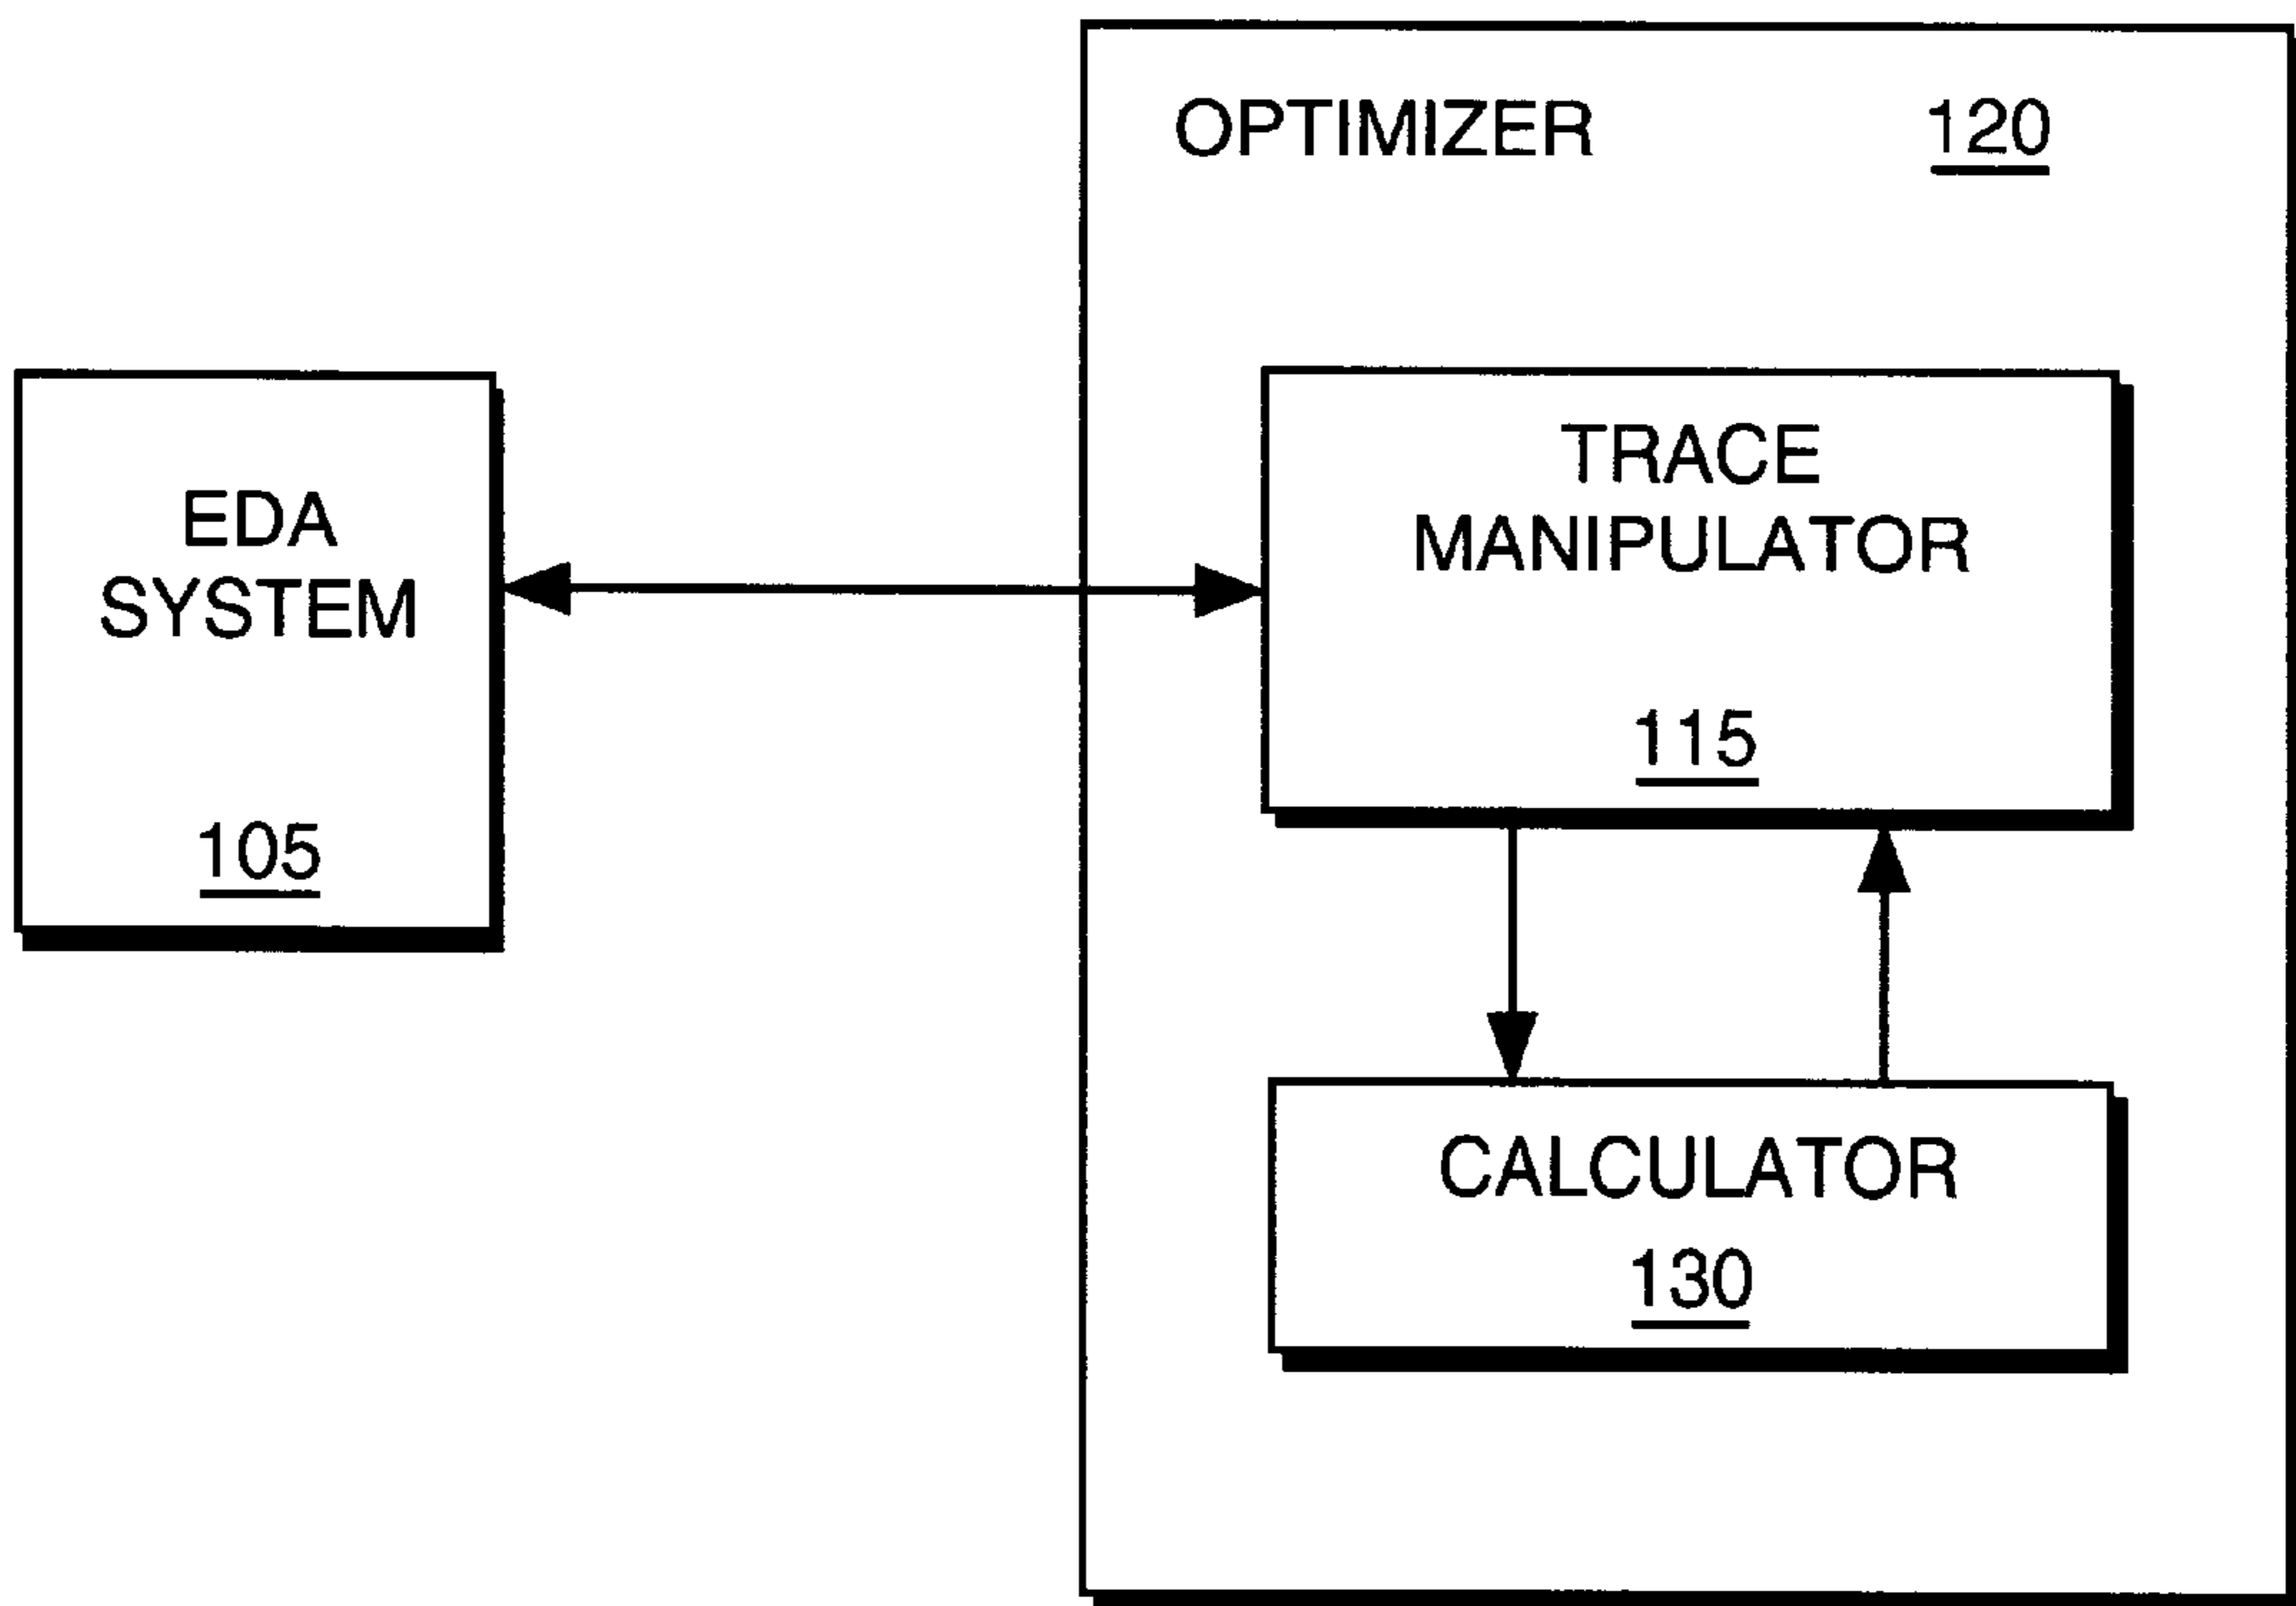 OPTIMIZER 120
EDA
SYSTEM
105
TRACE
MANIPULATOR
115
CALCULATOR
130